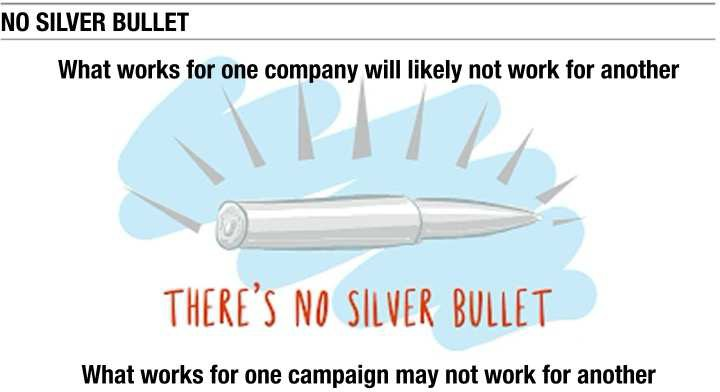 NO SILVER BULLET
What works for one company will likely not work for another
THERE'S NO SILVER BULLET
What works for one campaign may not work for another